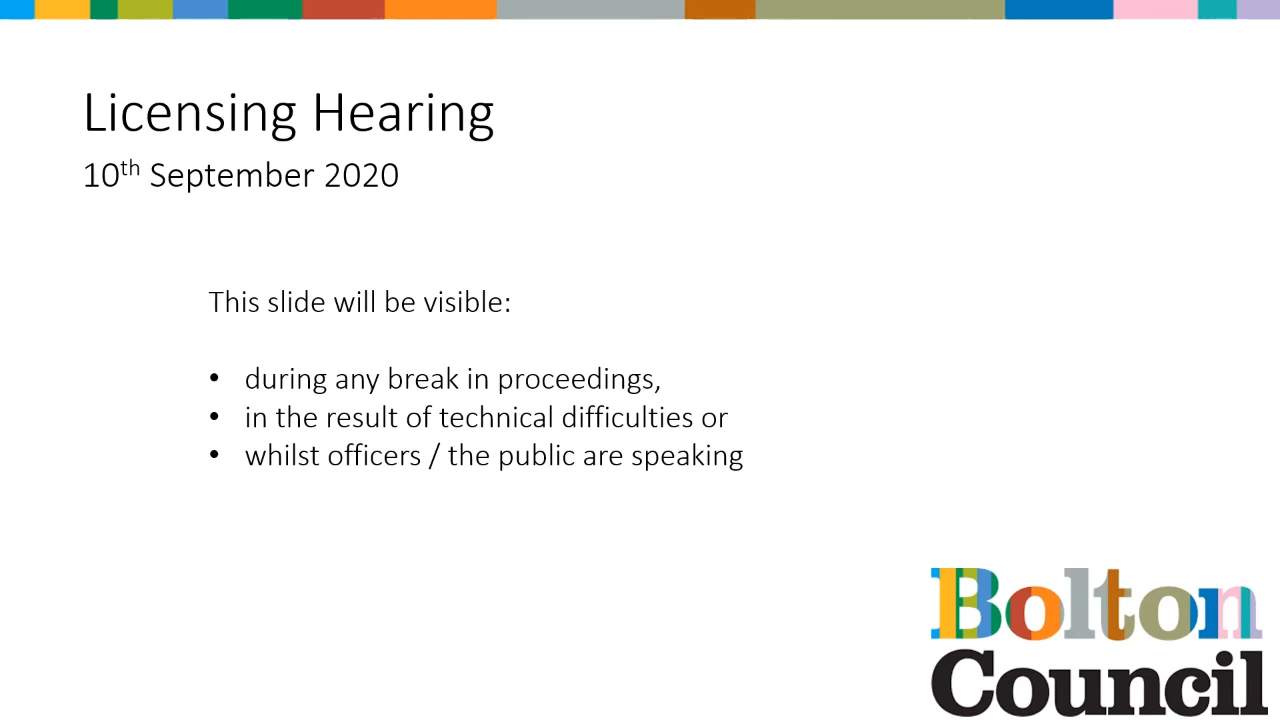 Licensing Hearing
10th September 2020
This slide will be visible:
• during any break in proceedings,
• in the result of technical difficulties or
• whilst officers / the public are speaking
Bolton
Council